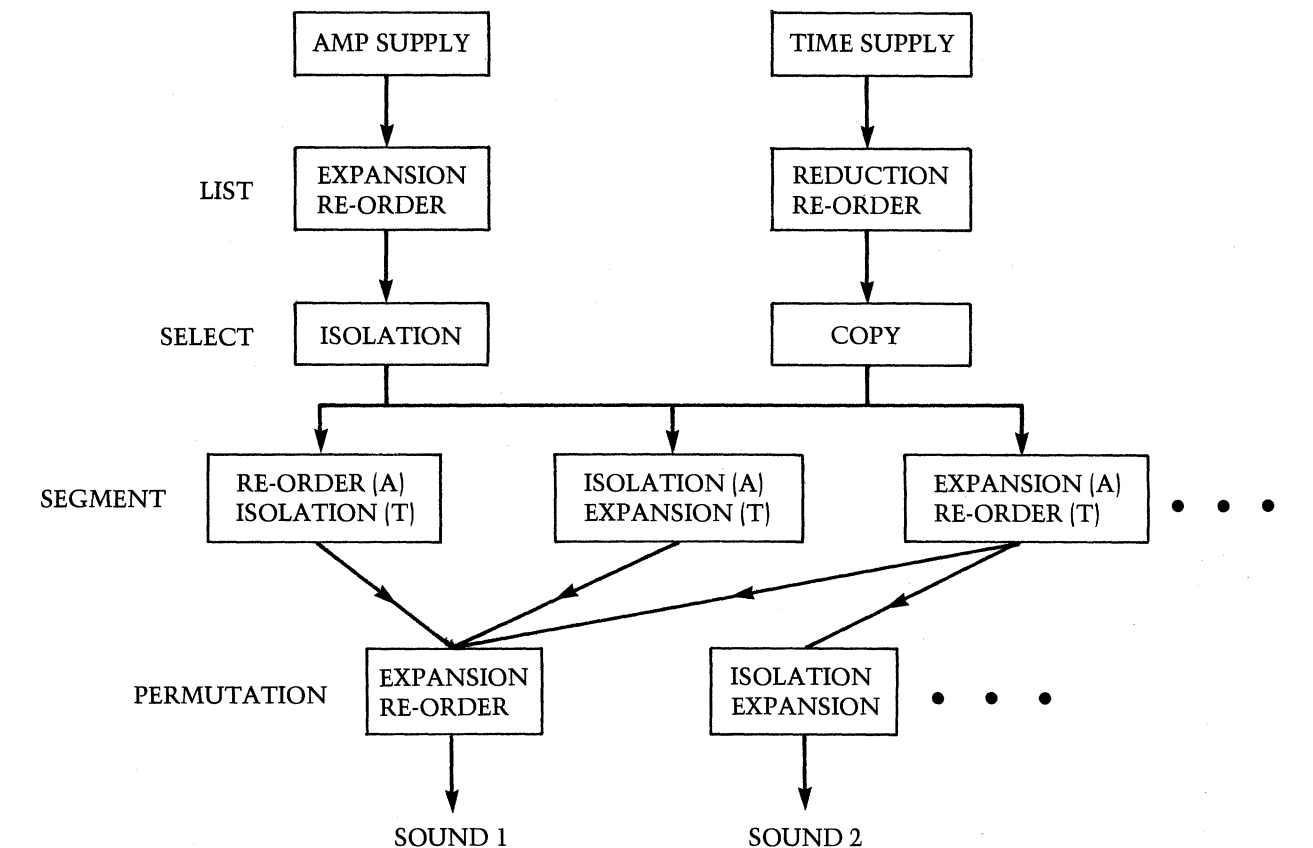 AMP SUPPLY
TIME SUPPLY
LIST
EXPANSION
RE-ORDER
REDUCTION
RE-ORDER
SELECT
ISOLATION
COPY
SEGMENT
RE-ORDER (A)
ISOLATION (T)
ISOLATION (A)
EXPANSION (T)
EXPANSION (A)
RE-ORDER (T)
PERMUTATION
EXPANSION
RE-ORDER
ISOLATION
EXPANSION
SOUND 1
SOUND 2